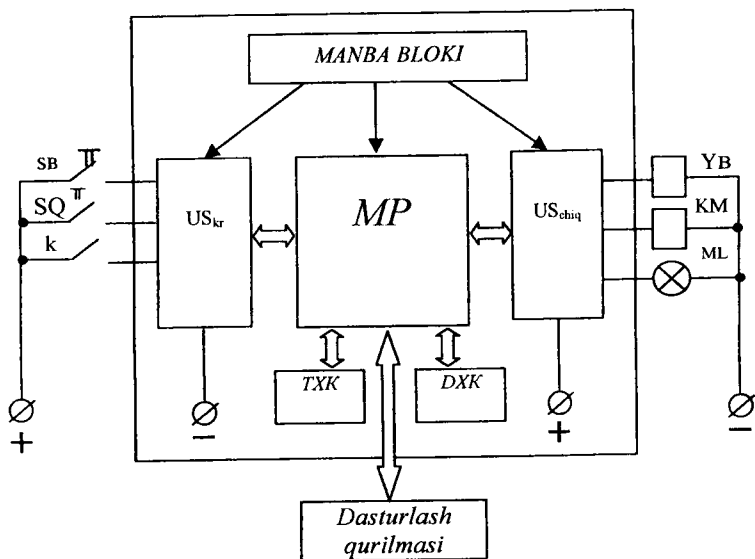 MANBA BLOKI
SB
SQ
k
US_kr
MP
US_chiq
YB
KM
ML
TXK
DXK
+
−
+
−
Dasturlash
qurilmasi